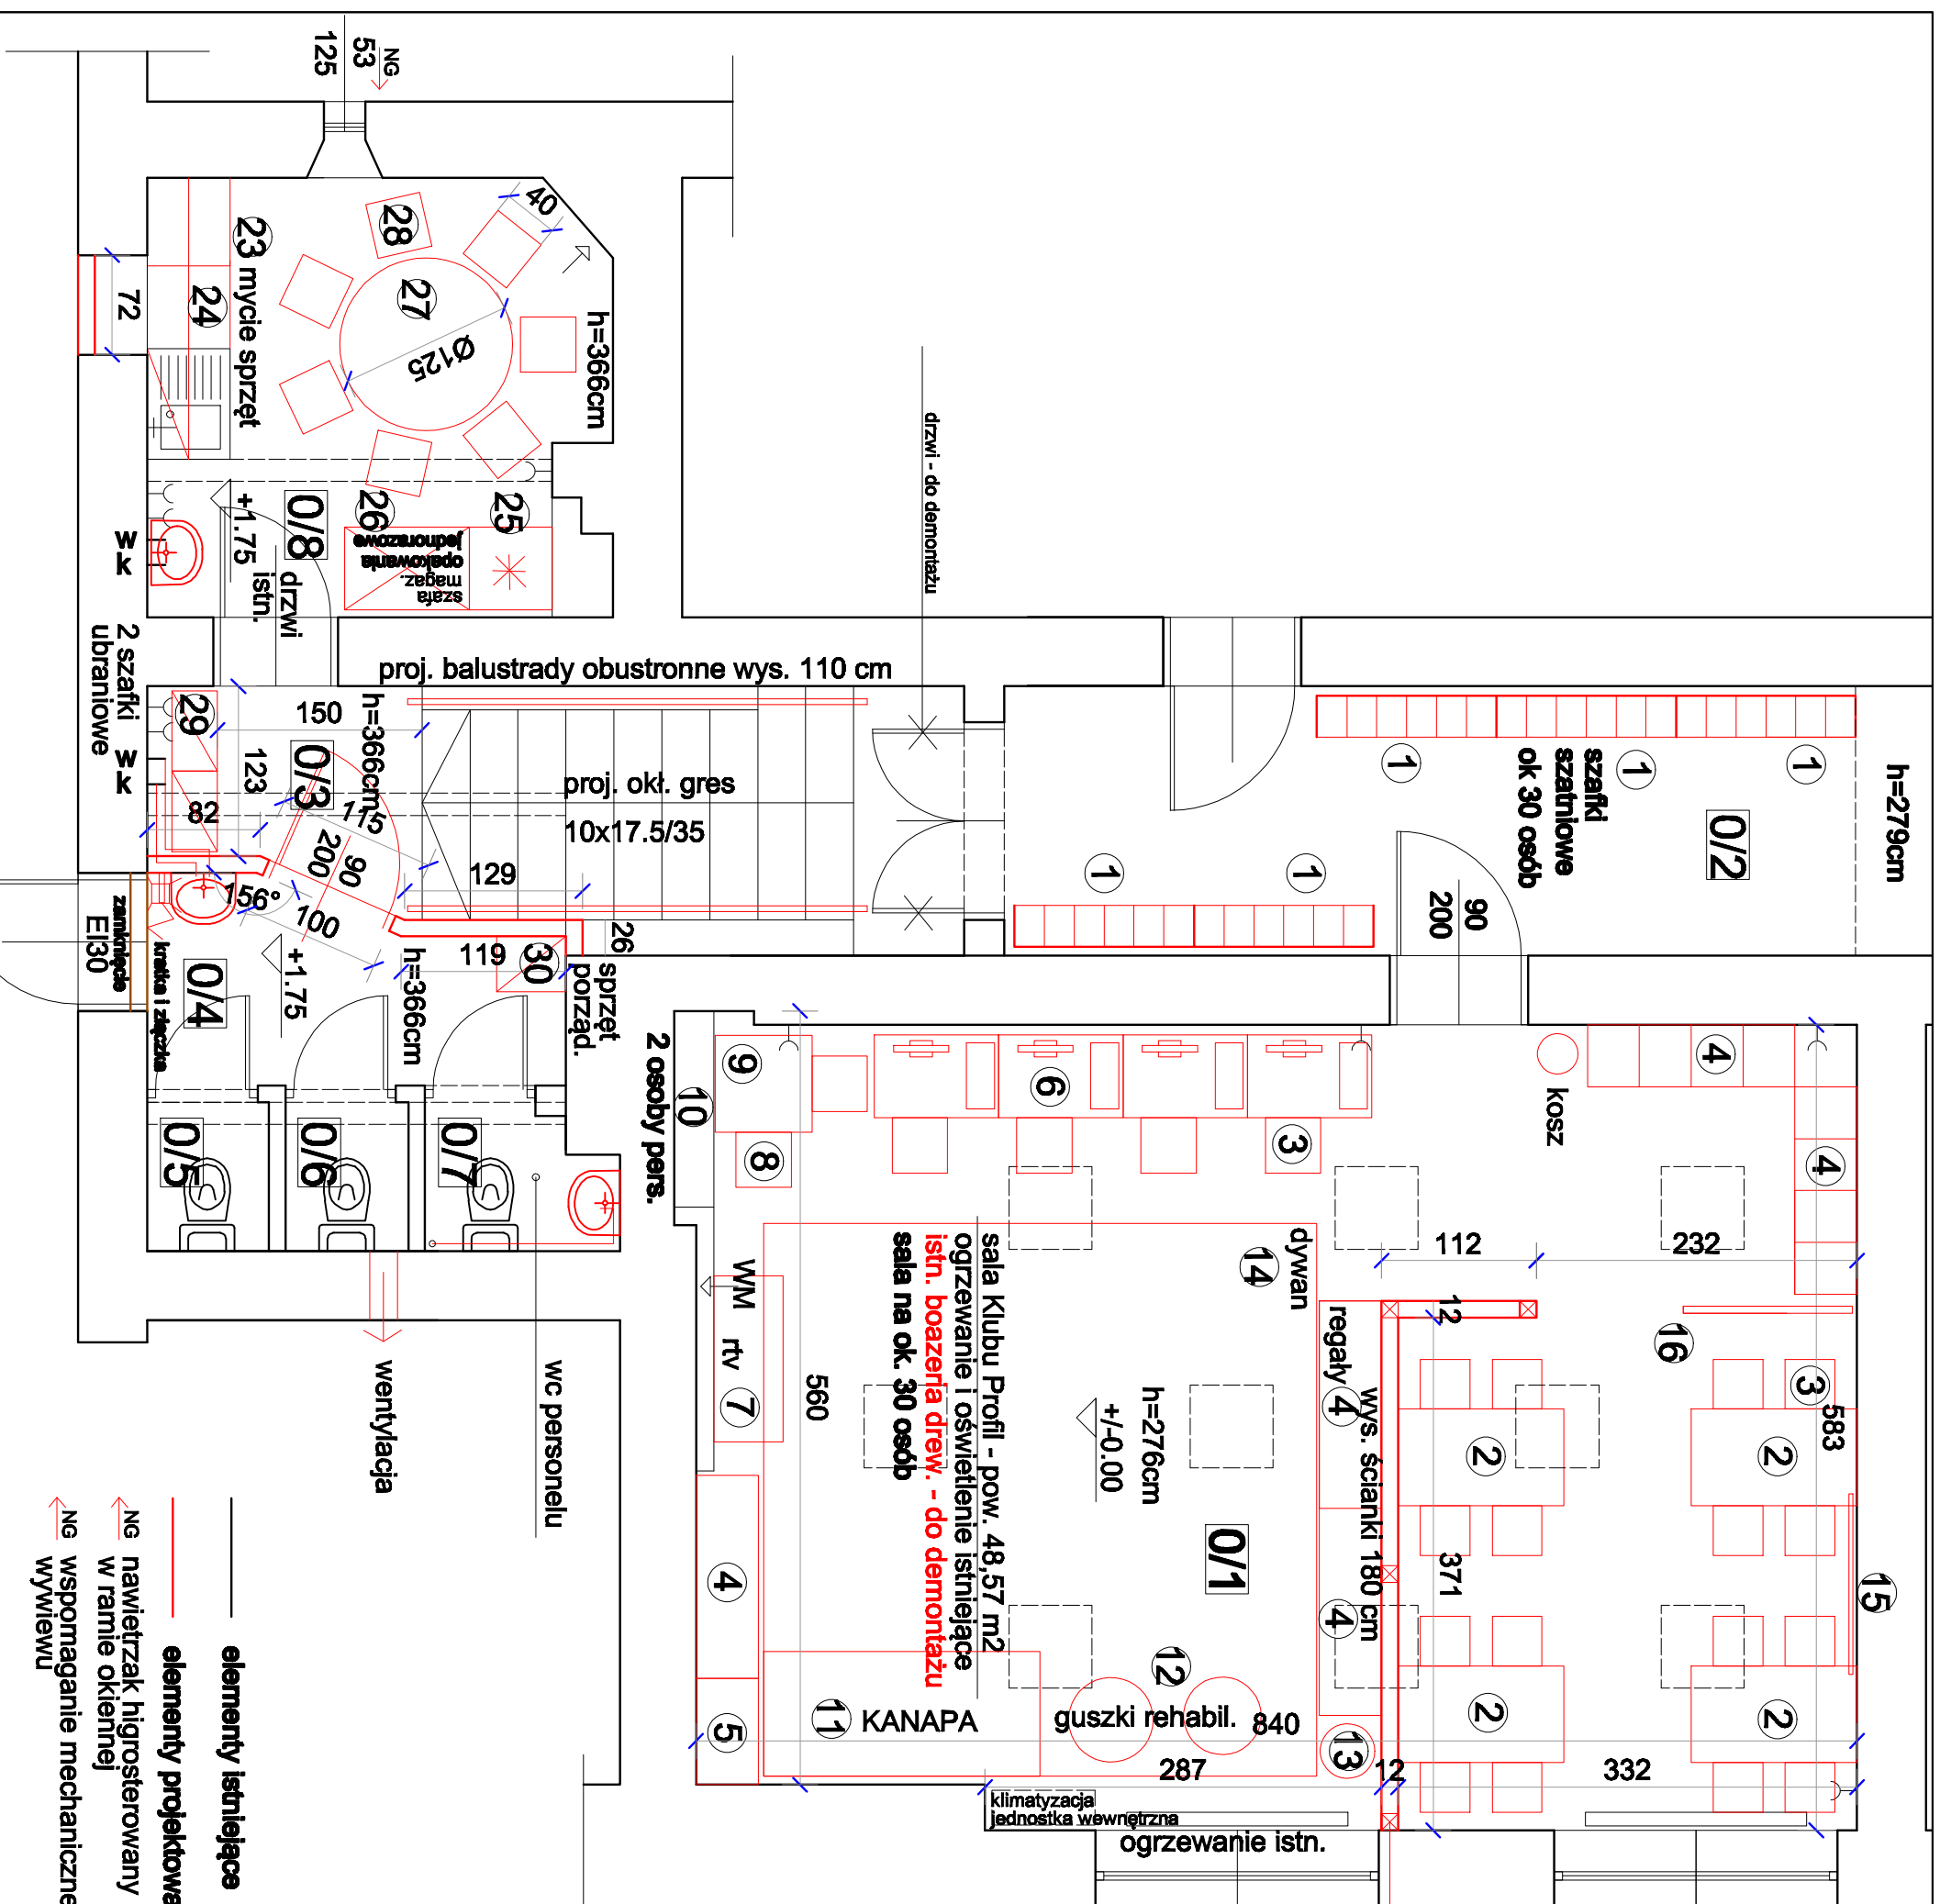 NG
53
125
40
28
27
Ø125
h=366cm
23 mycie sprzęt
24
72
25
26
szafa
magaz.
opakowania
jednorazowe
0/8
+1.75
drzwi
istn.
w
k
2 szafki
ubraniowe
w
k
29
150
123
82
h=366cm
0/3
115
90
200
156°
100
proj. balustrady obustronne wys. 110 cm
proj. okł. gres
10x17.5/35
129
26
drzwi - do demontażu
1
1
1
1
1
szafki
szatniowe
ok 30 osób
0/2
h=279cm
90
200
zamknięcie
EI30
kratka i złączka
0/4
+1.75
h=366cm
119
30
sprzęt
porząd.
0/5
0/6
0/7
2 osoby pers.
10
9
8
6
3
kosz
4
4
112
232
wentylacja
wc personelu
WM
rtv
7
560
sala Klubu Profil - pow. 48,57 m2
ogrzewanie i oświetlenie istniejące
istn. boazeria drew. - do demontażu
sala na ok. 30 osób
h=276cm
+/-0.00
0/1
14
dywan
regały
4
4
wys. ścianki 180 cm
12
16
3
583
2
2
371
15
2
2
4
5
11
KANAPA
12
guszki rehabil.
840
13
287
12
332
klimatyzacja
jednostka wewnętrzna
ogrzewanie istn.
elementy istniejące
elementy projektowa
NG nawietrzak higrosterowany
w ramie okiennej
NG wspomaganie mechaniczne
wywiewu